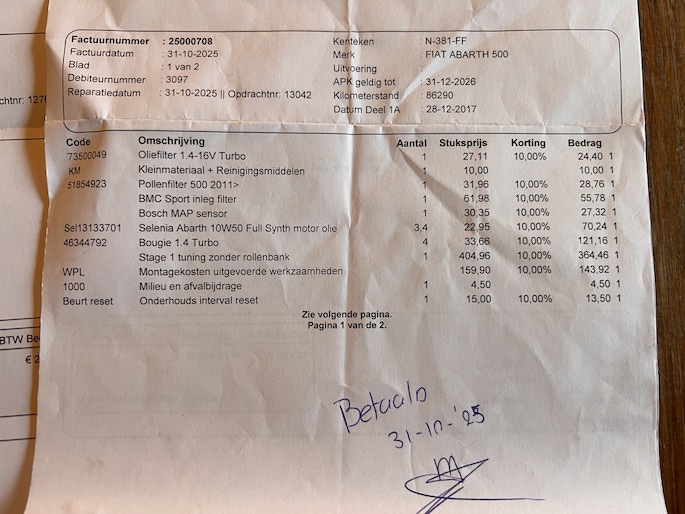 Factuurnummer : 25000708
Factuurdatum : 31-10-2025
Blad : 1 van 2
Debiteurnummer : 3097
Reparatiedatum : 31-10-2025 || Opdrachtnr: 13042
Kenteken : N-381-FF
Merk : FIAT ABARTH 500
Uitvoering :
APK geldig tot : 31-12-2026
Kilometerstand : 86290
Datum Deel 1A : 28-12-2017
chtnr: 127
Code Omschrijving Aantal Stuksprijs Korting Bedrag
73500049 Oliefilter 1.4-16V Turbo 1 27,11 10,00% 24,40 1
KM Kleinmateriaal + Reinigingsmiddelen 1 10,00 10,00 1
51854923 Pollenfilter 500 2011> 1 31,96 10,00% 28,76 1
BMC Sport inleg filter 1 61,98 10,00% 55,78 1
Bosch MAP sensor 1 30,35 10,00% 27,32 1
Sel13133701 Selenia Abarth 10W50 Full Synth motor olie 3,4 22,95 10,00% 70,24 1
46344792 Bougie 1.4 Turbo 4 33,66 10,00% 121,16 1
Stage 1 tuning zonder rollenbank 1 404,96 10,00% 364,46 1
WPL Montagekosten uitgevoerde werkzaamheden 159,90 10,00% 143,92 1
1000 Milieu en afvalbijdrage 1 4,50 4,50 1
Beurt reset Onderhouds interval reset 1 15,00 10,00% 13,50 1
Zie volgende pagina.
Pagina 1 van de 2.
BTW Be
€ 2
Betaald
31-10-'25